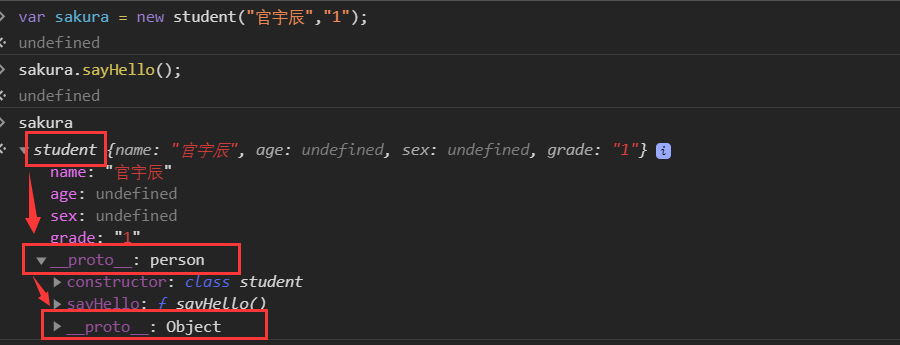 var sakura = new student("官宇辰","1");
undefined
sakura.sayHello();
undefined
sakura
student {name: "官宇辰", age: undefined, sex: undefined, grade: "1"} i
name: "官宇辰"
age: undefined
sex: undefined
grade: "1"
__proto__: person
constructor: class student
sayHello: ƒ sayHello()
__proto__: Object